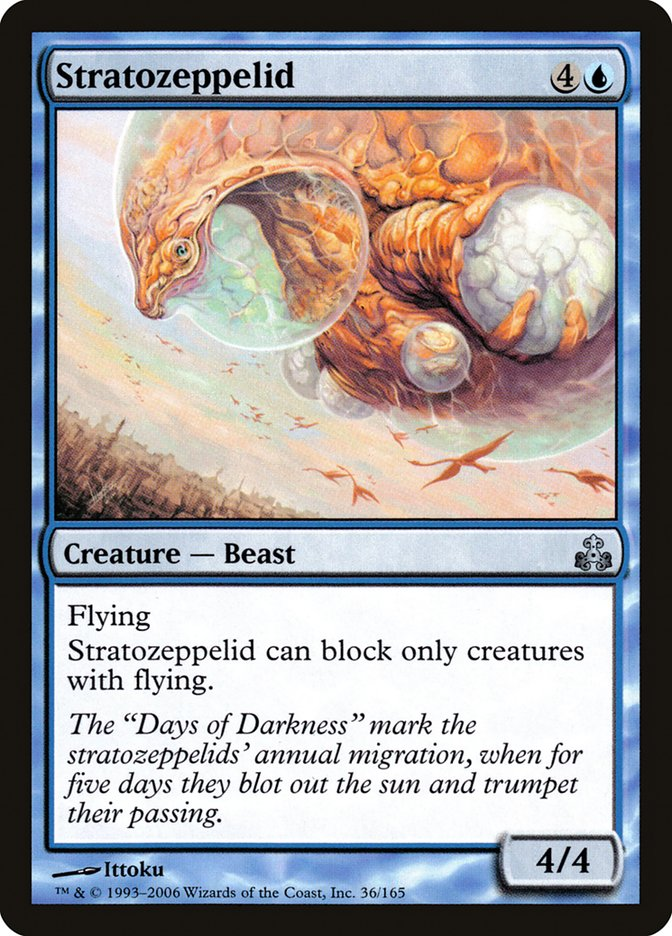 Stratozeppelid 4
Creature — Beast
Flying
Stratozeppelid can block only creatures
with flying.
The “Days of Darkness” mark the
stratozeppelids’ annual migration, when for
five days they blot out the sun and trumpet
their passing.
4/4
Ittoku
™ & © 1993–2006 Wizards of the Coast, Inc. 36/165